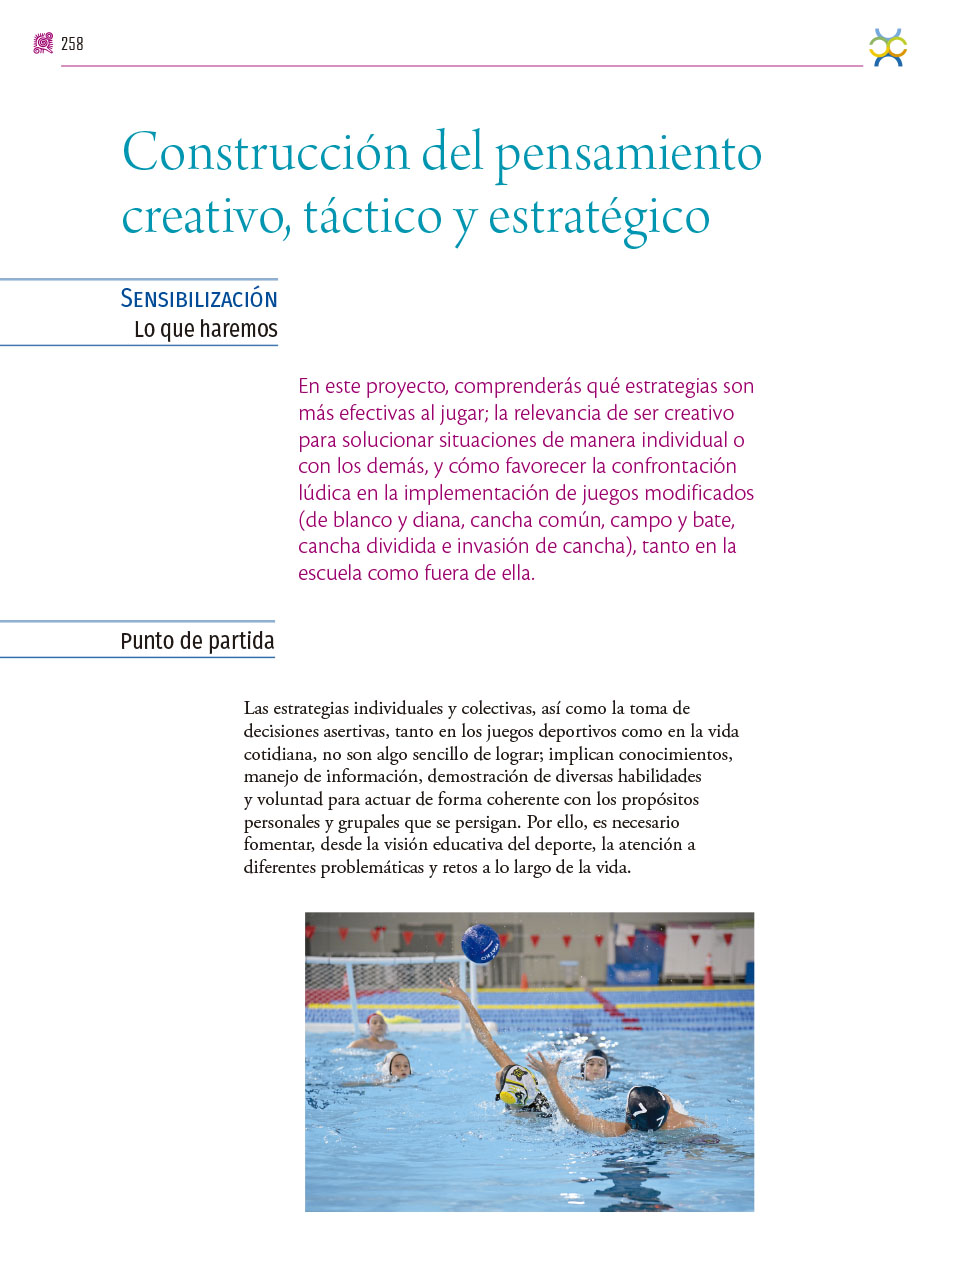 258
Construcción del pensamiento
creativo, táctico y estratégico
Sensibilización
Lo que haremos
En este proyecto, comprenderás qué estrategias son
más efectivas al jugar; la relevancia de ser creativo
para solucionar situaciones de manera individual o
con los demás, y cómo favorecer la confrontación
lúdica en la implementación de juegos modificados
(de blanco y diana, cancha común, campo y bate,
cancha dividida e invasión de cancha), tanto en la
escuela como fuera de ella.
Punto de partida
Las estrategias individuales y colectivas, así como la toma de
decisiones asertivas, tanto en los juegos deportivos como en la vida
cotidiana, no son algo sencillo de lograr; implican conocimientos,
manejo de información, demostración de diversas habilidades
y voluntad para actuar de forma coherente con los propósitos
personales y grupales que se persigan. Por ello, es necesario
fomentar, desde la visión educativa del deporte, la atención a
diferentes problemáticas y retos a lo largo de la vida.
7